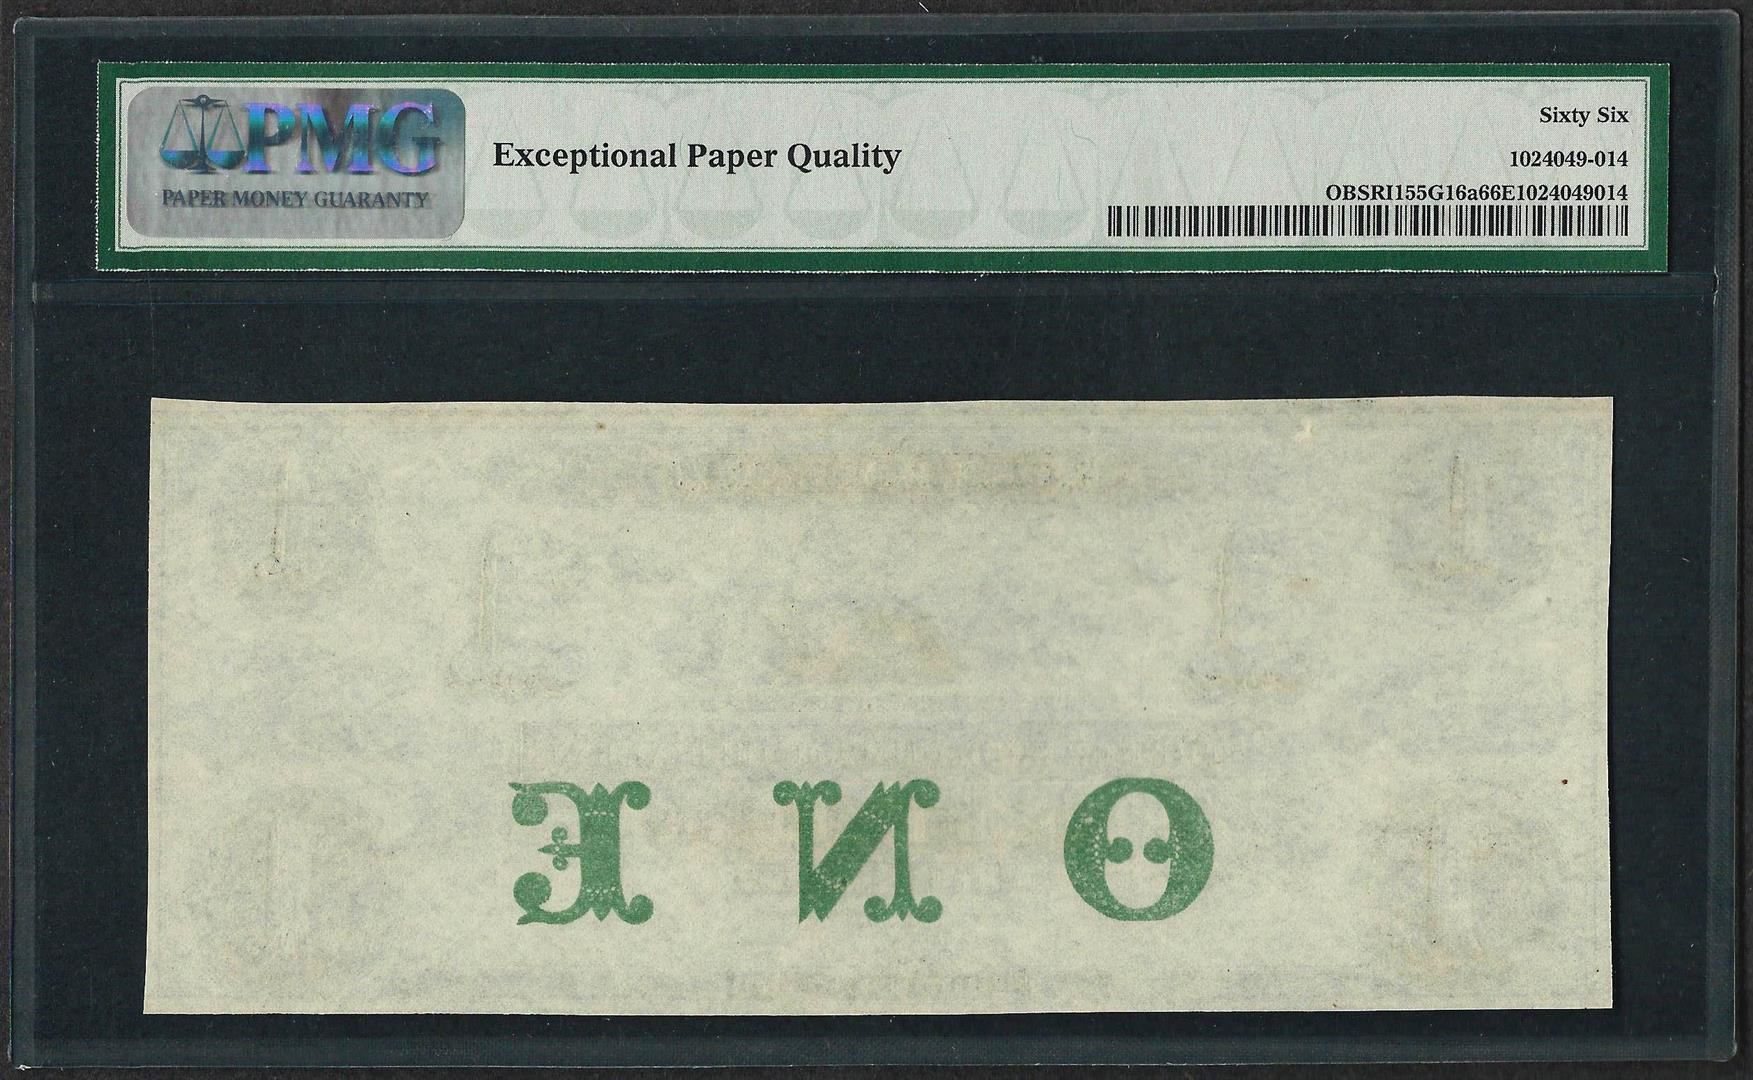 PMG
PAPER MONEY GUARANTY
Exceptional Paper Quality
Sixty Six
1024049-014
OBSRI155G16a66E1024049014
ONE